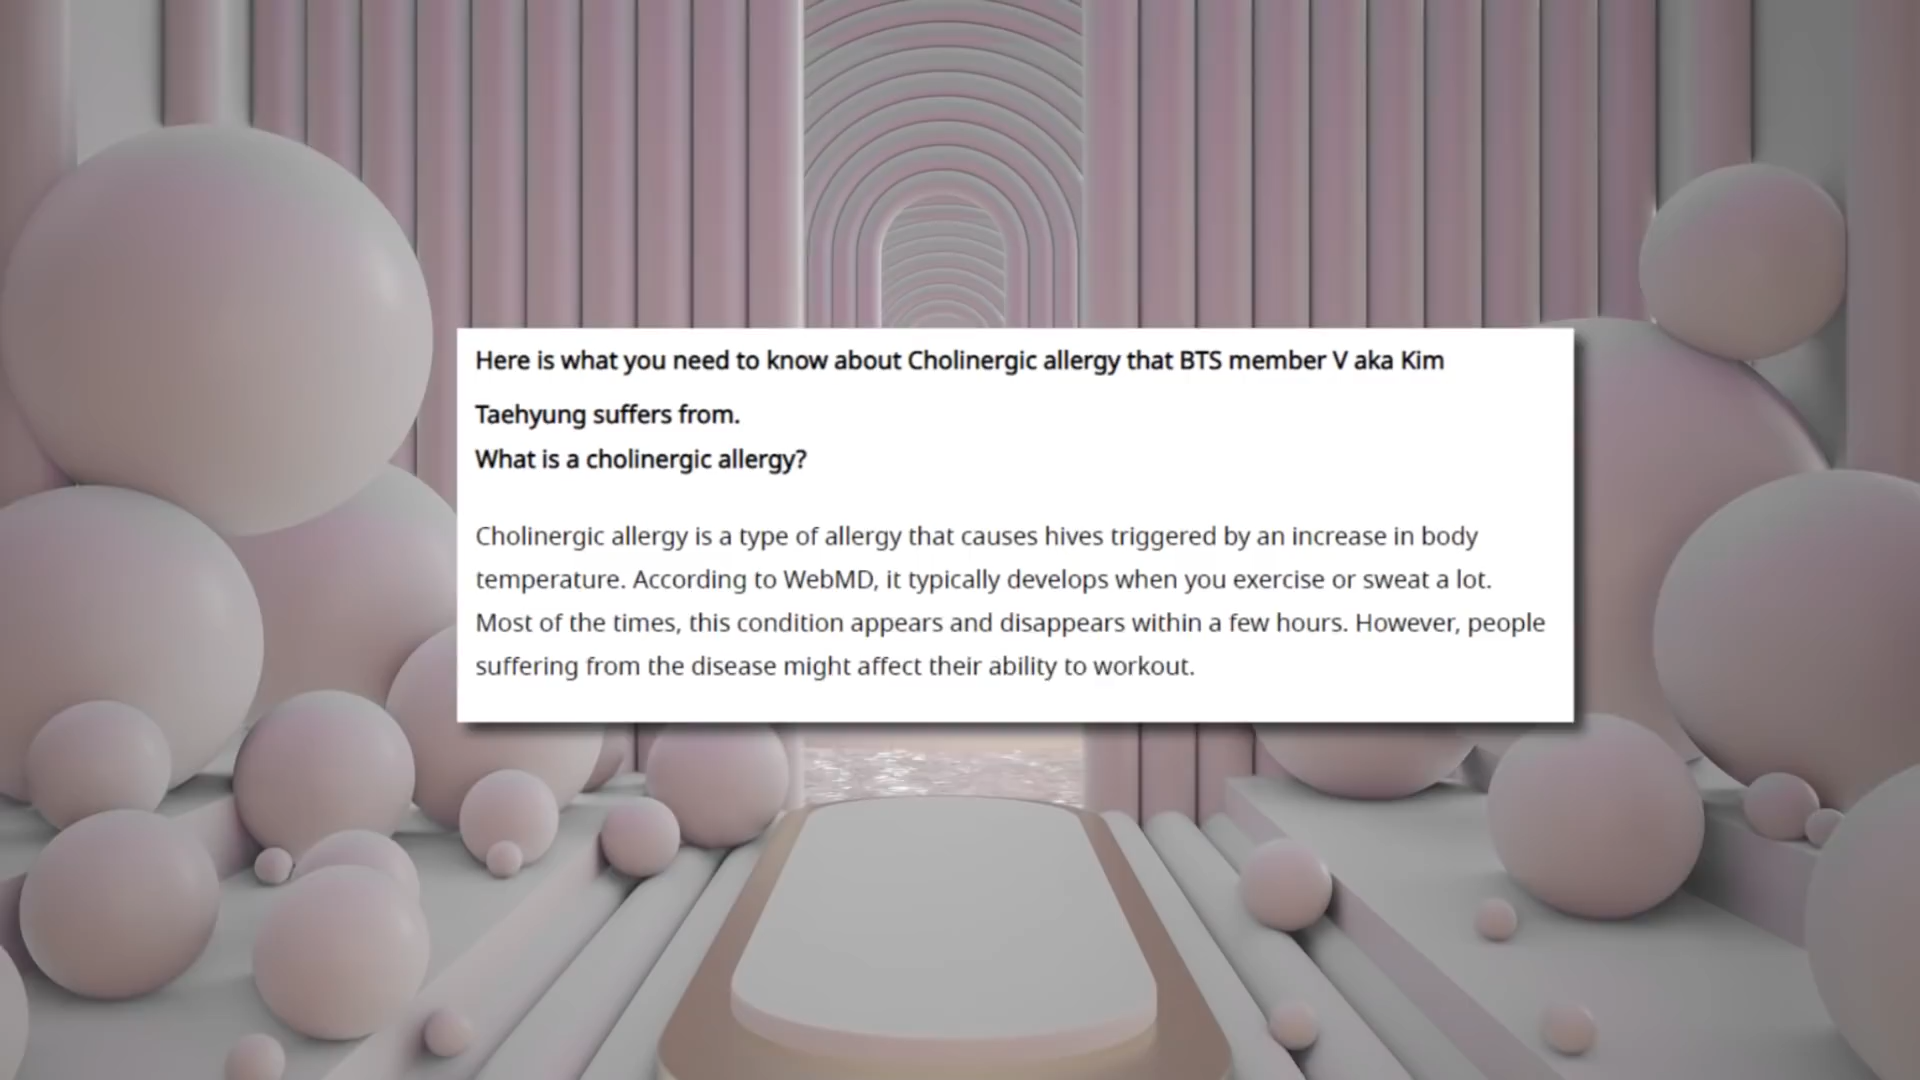 Here is what you need to know about Cholinergic allergy that BTS member V aka Kim
Taehyung suffers from.
What is a cholinergic allergy?
Cholinergic allergy is a type of allergy that causes hives triggered by an increase in body
temperature. According to WebMD, it typically develops when you exercise or sweat a lot.
Most of the times, this condition appears and disappears within a few hours. However, people
suffering from the disease might affect their ability to workout.